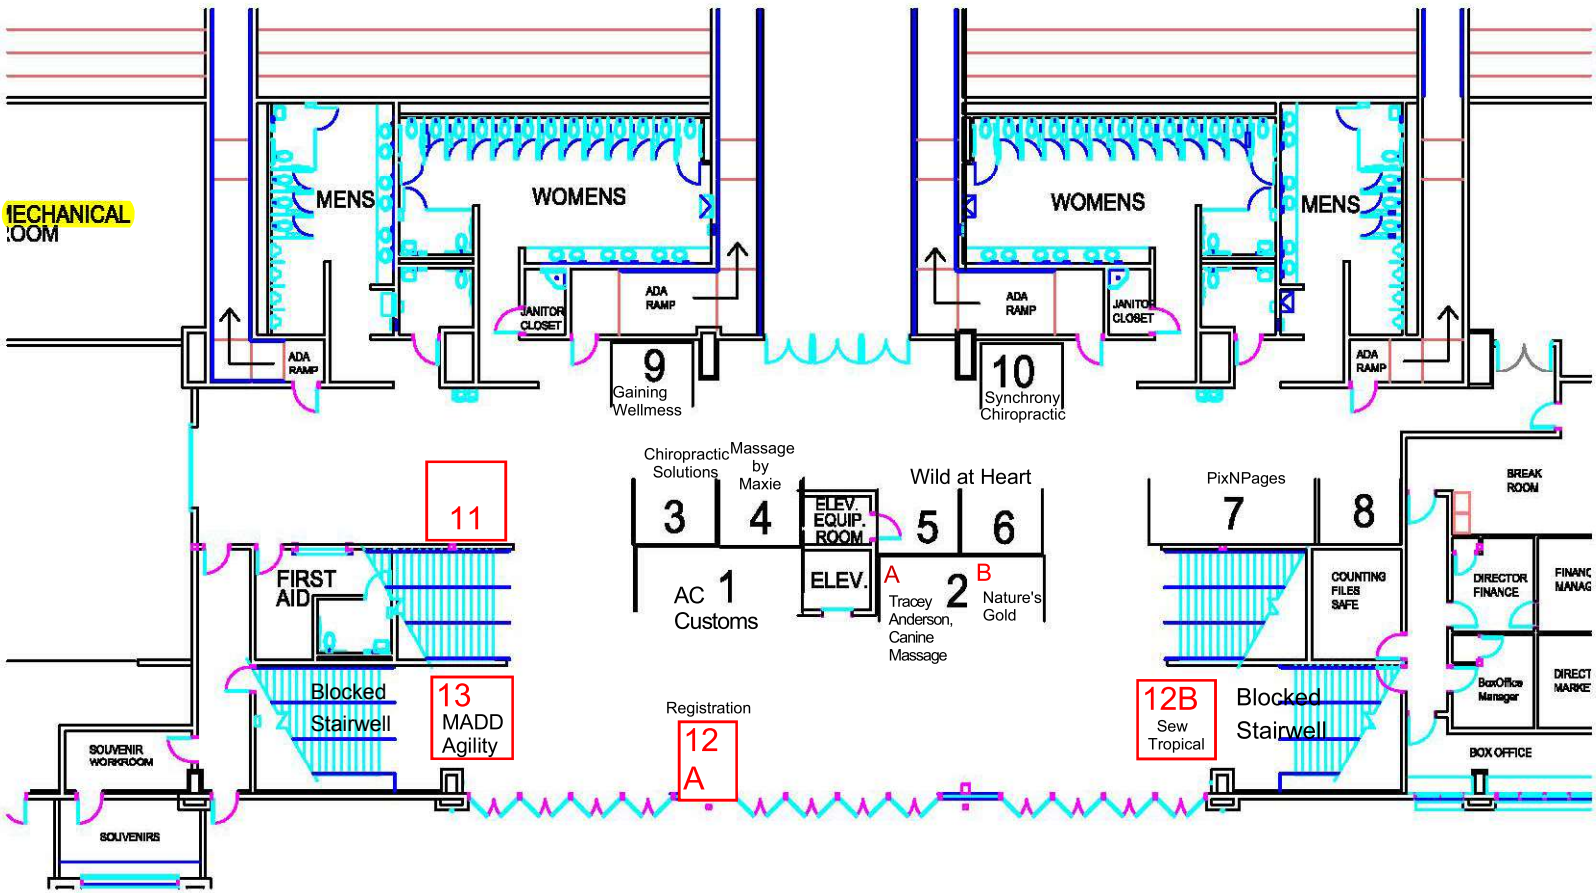 MENS
WOMENS
WOMENS
MENS
MECHANICAL
ROOM
JANITOR
CLOSET
ADA
RAMP
ADA
RAMP
JANITOR
CLOSET
ADA
RAMP
ADA
RAMP
9
Gaining
Wellmess
10
Synchrony
Chiropractic
Chiropractic
Solutions
3
Massage
by
Maxie
4
ELEV.
EQUIP.
ROOM
Wild at Heart
5
6
PixNPages
7
8
BREAK
ROOM
11
FIRST
AID
1
AC
Customs
ELEV.
A
2
B
Tracey
Anderson,
Canine
Massage
Nature's
Gold
COUNTING
FILES
SAFE
DIRECTOR
FINANCE
FINANC
MANAG
Blocked
Stairwell
13
MADD
Agility
Registration
12
A
12B
Sew
Tropical
Blocked
Stairwell
BoxOffice
Manager
DIRECT
MARKE
SOUVENIR
WORKROOM
BOX OFFICE
SOUVENIRS